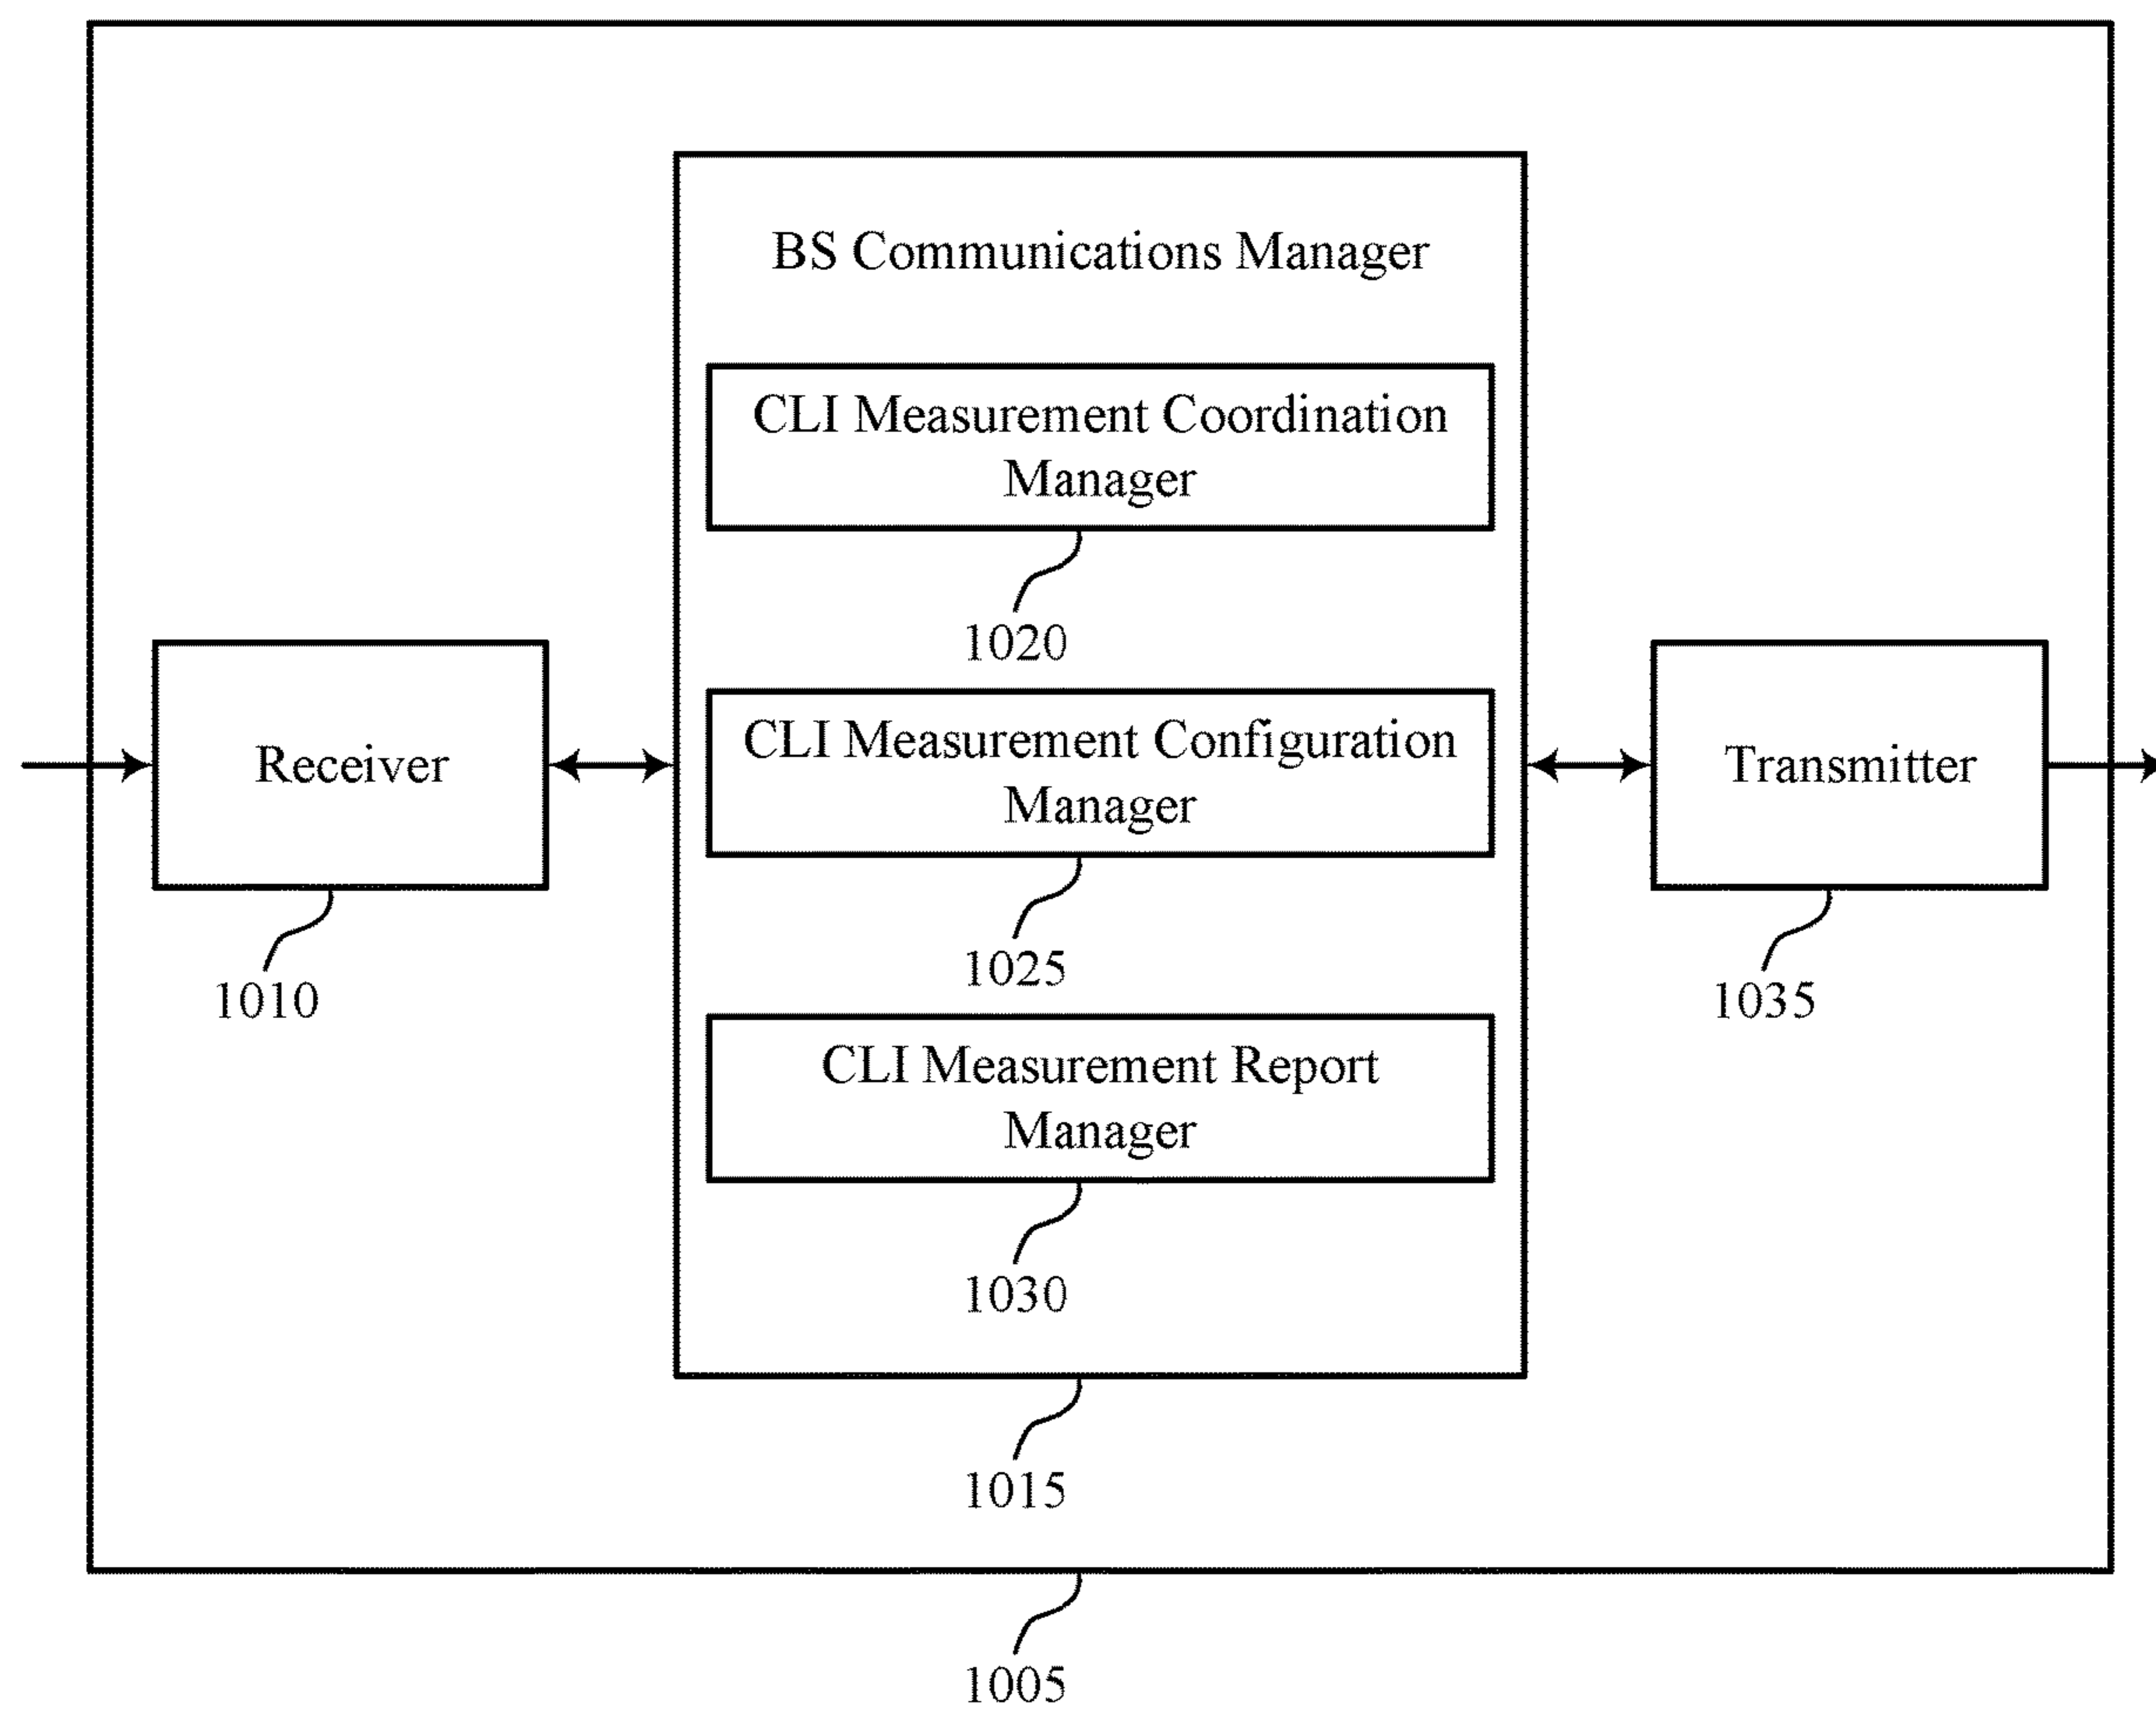 BS Communications Manager
CLI Measurement Coordination
Manager
1020
Receiver
1010
CLI Measurement Configuration
Manager
1025
Transmitter
1035
CLI Measurement Report
Manager
1030
1015
1005